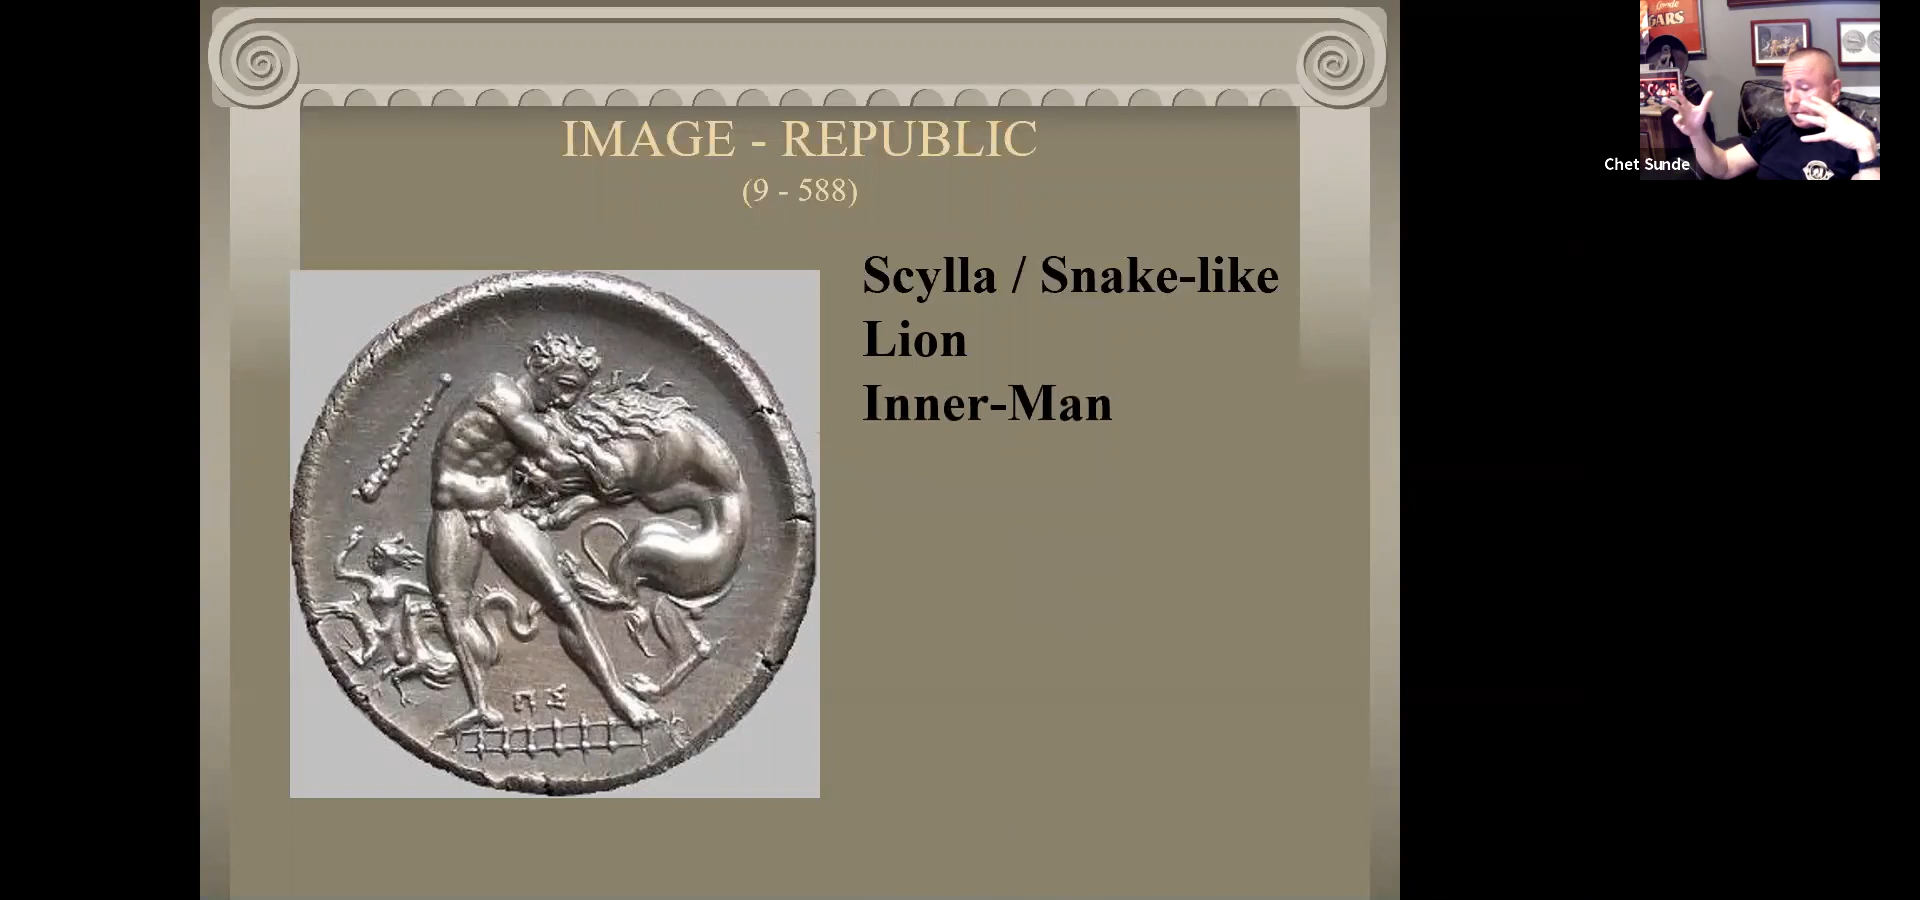 IMAGE - REPUBLIC
(9 - 588)
Scylla / Snake-like
Lion
Inner-Man
ΠΣ
Chet Sunde